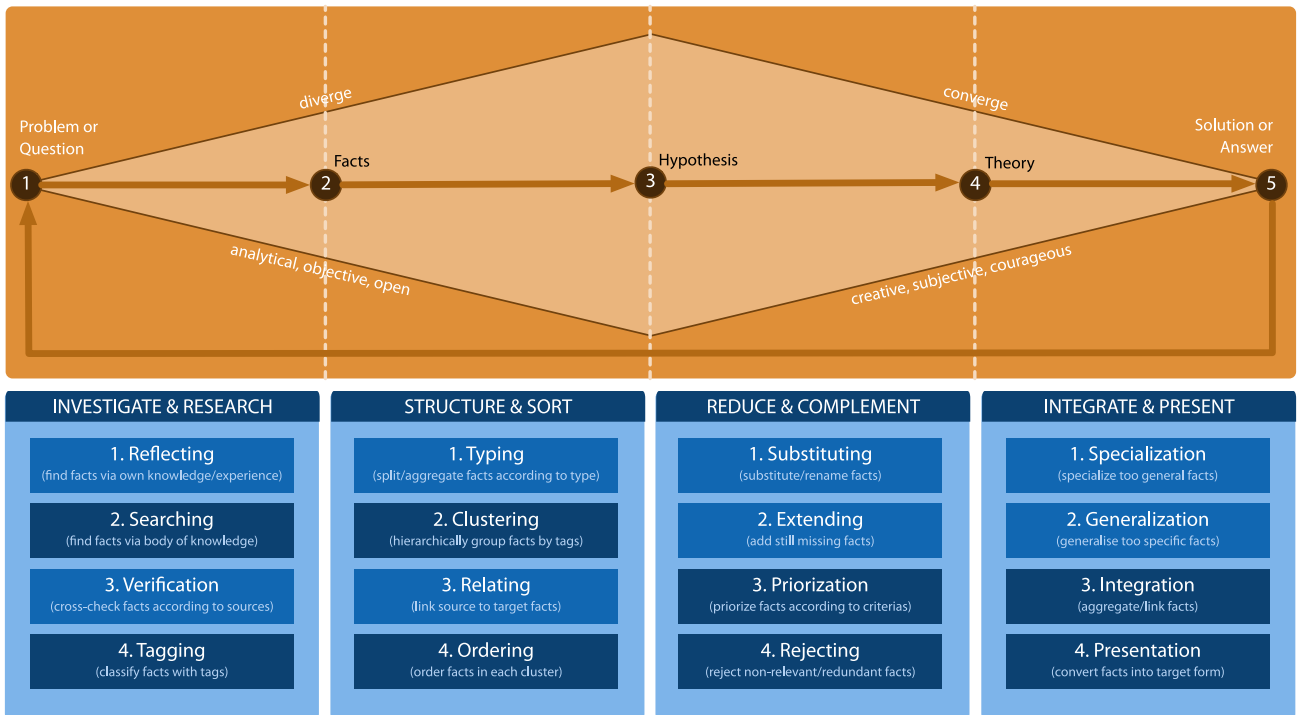 diverge
converge
Problem or
Question
Solution or
Answer
Facts
Hypothesis
Theory
1
2
3
4
5
analytical, objective, open
creative, subjective, courageous
INVESTIGATE & RESEARCH
1. Reflecting
(find facts via own knowledge/experience)
2. Searching
(find facts via body of knowledge)
3. Verification
(cross-check facts according to sources)
4. Tagging
(classify facts with tags)
STRUCTURE & SORT
1. Typing
(split/aggregate facts according to type)
2. Clustering
(hierarchically group facts by tags)
3. Relating
(link source to target facts)
4. Ordering
(order facts in each cluster)
REDUCE & COMPLEMENT
1. Substituting
(substitute/rename facts)
2. Extending
(add still missing facts)
3. Priorization
(priorize facts according to criterias)
4. Rejecting
(reject non-relevant/redundant facts)
INTEGRATE & PRESENT
1. Specialization
(specialize too general facts)
2. Generalization
(generalise too specific facts)
3. Integration
(aggregate/link facts)
4. Presentation
(convert facts into target form)